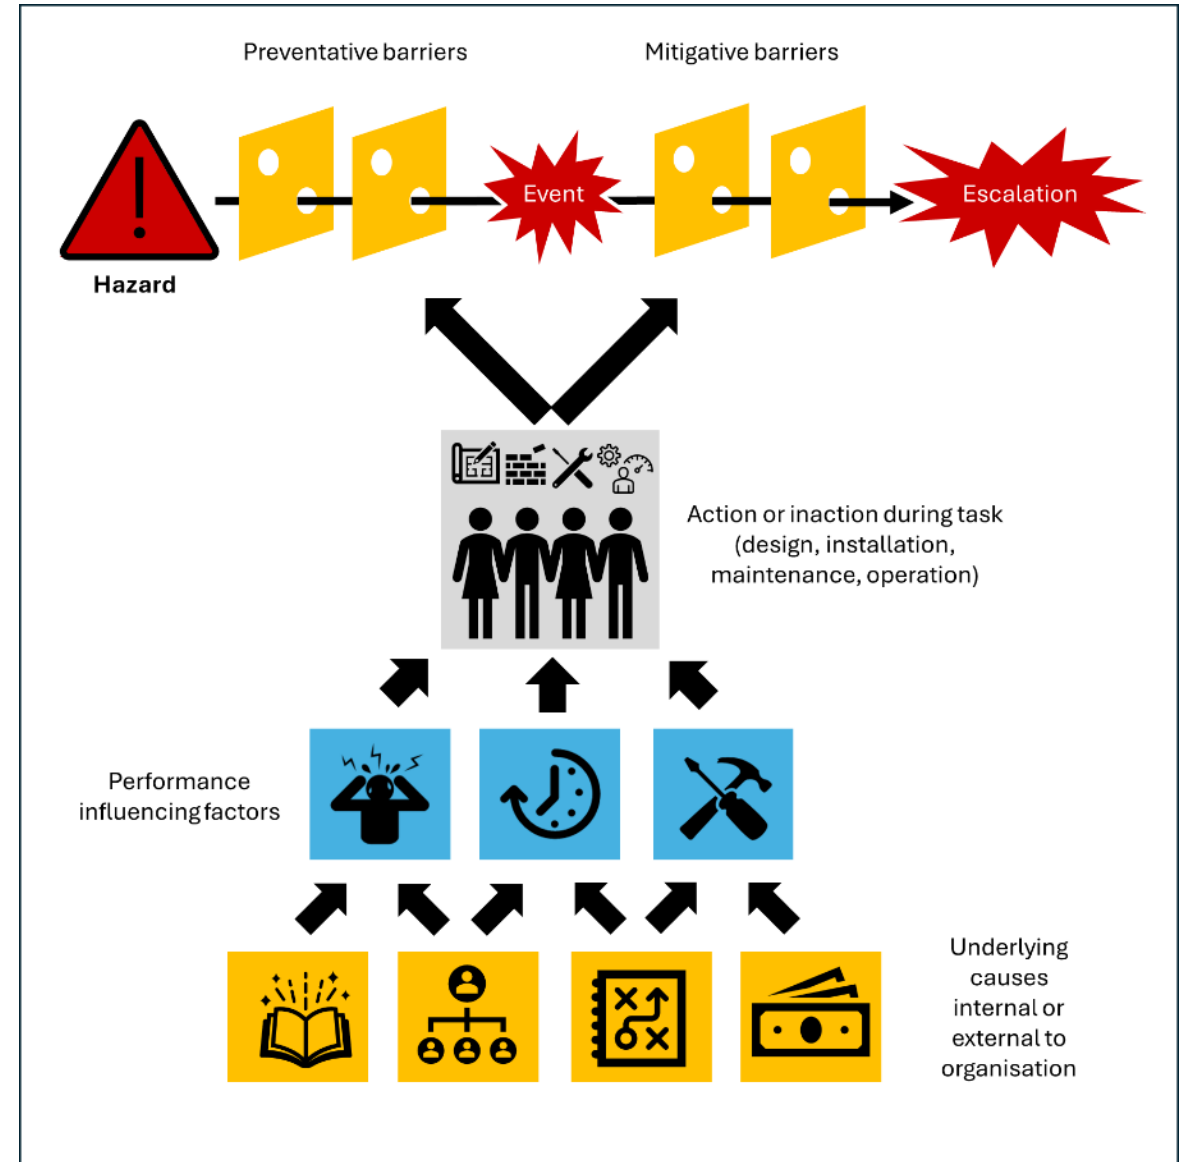 Preventative barriers
Mitigative barriers
Event
Escalation
Hazard
Action or inaction during task
(design, installation,
maintenance, operation)
Performance
influencing factors
Underlying
causes
internal or
external to
organisation